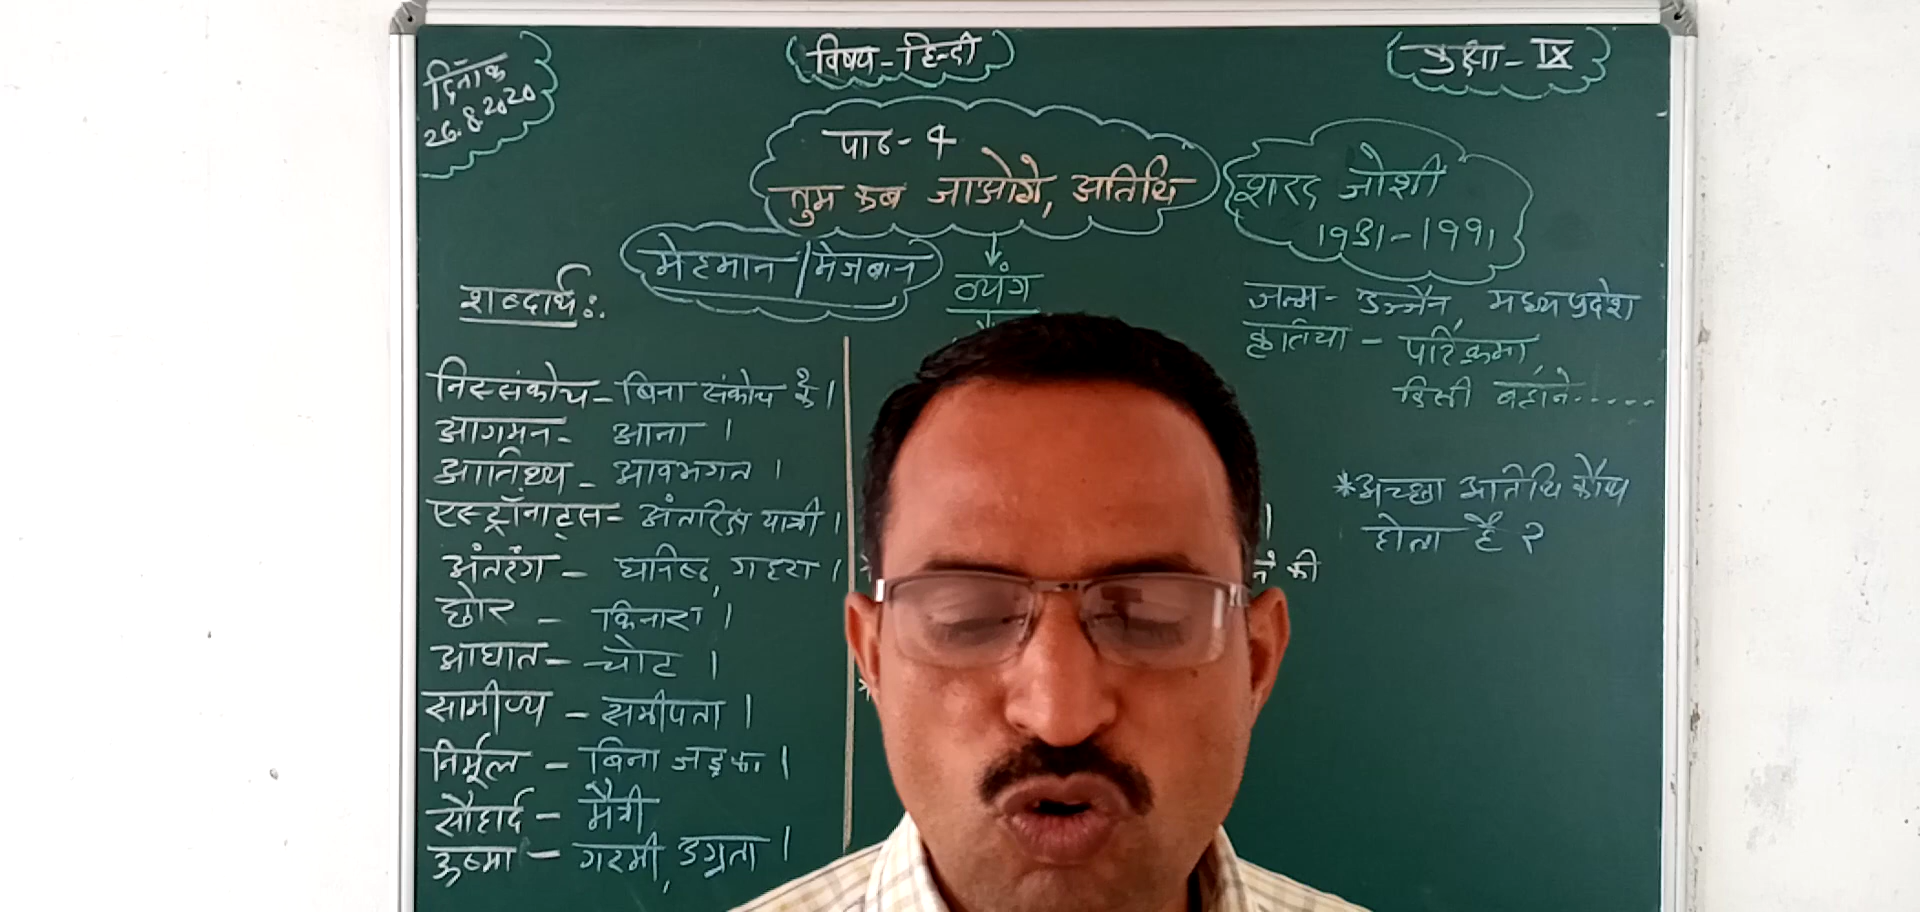 दिनाँक
26.8.2020
विषय - हिन्दी
कक्षा - IX
पाठ - 4
तुम कब जाओगे, अतिथि
शरद जोशी
1931-1991
मेहमान / मेजबान
व्यंग
शब्दार्थ :
जन्म - उज्जैन, मध्यप्रदेश
कृतिया - परिक्रमा,
किसी बहाने.....
निस्संकोच - बिना संकोच के ।
आगमन - आना ।
आतिथ्य - आवभगत ।
एस्ट्रॉनाट्स - अंतरिक्ष यात्री ।
अंतरंग - घनिष्ठ, गहरा ।
छोर - किनारा ।
आघात - चोट ।
सामीप्य - समीपता ।
निर्मूल - बिना जड़ का ।
सौहार्द - मैत्री
ऊष्मा - गरमी, उग्रता ।
की
* अच्छा अतिथि कौन
होता है ?